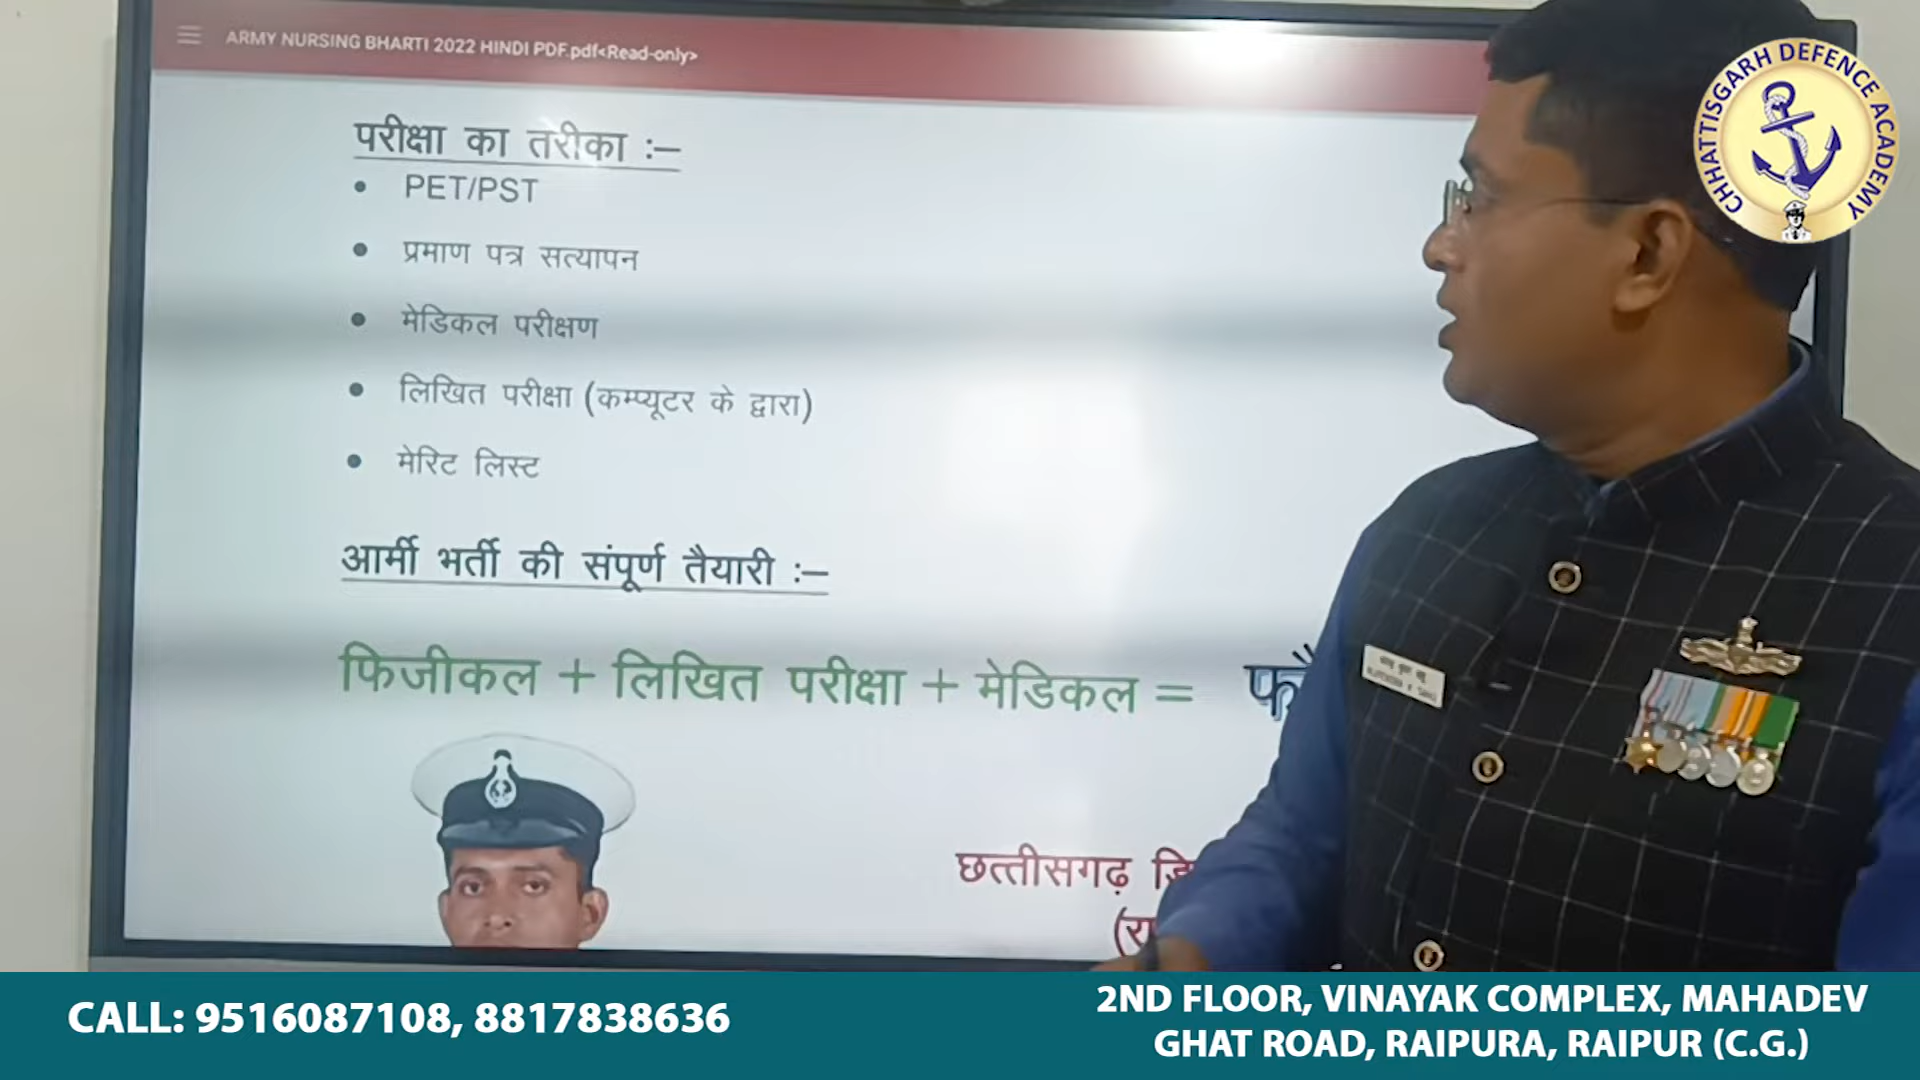 ARMY NURSING BHARTI 2022 HINDI PDF.pdf<Read-only>
परीक्षा का तरीका :–
• PET/PST
• प्रमाण पत्र सत्यापन
• मेडिकल परीक्षण
• लिखित परीक्षा (कम्प्यूटर के द्वारा)
• मेरिट लिस्ट
आर्मी भर्ती की संपूर्ण तैयारी :–
फिजीकल + लिखित परीक्षा + मेडिकल =
छत्तीसगढ़
CHHATTISGARH DEFENCE ACADEMY
CALL: 9516087108, 8817838636
2ND FLOOR, VINAYAK COMPLEX, MAHADEV
GHAT ROAD, RAIPURA, RAIPUR (C.G.)